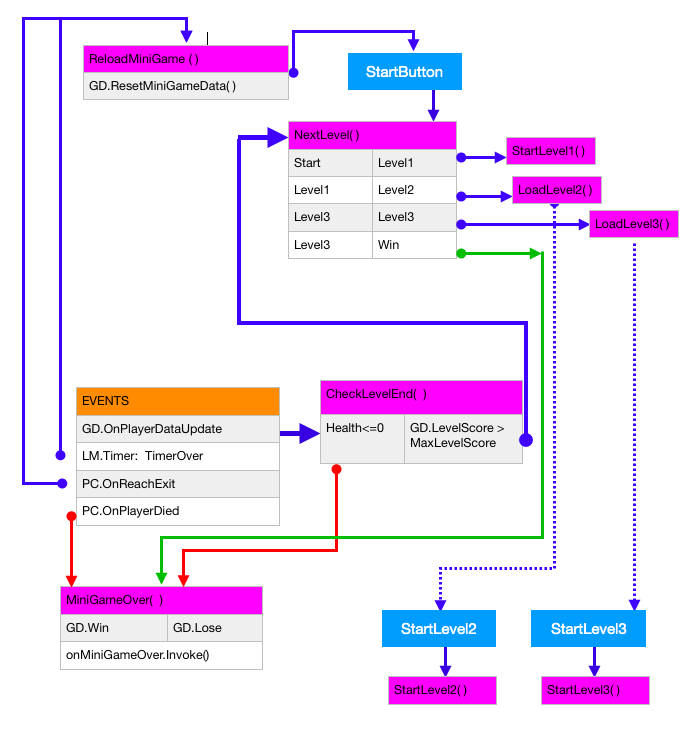 ReloadMiniGame ( )
GD.ResetMiniGameData( )
StartButton
NextLevel( )
Start Level1
Level1 Level2
Level3 Level3
Level3 Win
StartLevel1( )
LoadLevel2( )
LoadLevel3( )
EVENTS
GD.OnPlayerDataUpdate
LM.Timer: TimerOver
PC.OnReachExit
PC.OnPlayerDied
CheckLevelEnd( )
Health<=0 GD.LevelScore >
MaxLevelScore
MiniGameOver( )
GD.Win GD.Lose
onMiniGameOver.Invoke()
StartLevel2 StartLevel3
StartLevel2( ) StartLevel3( )